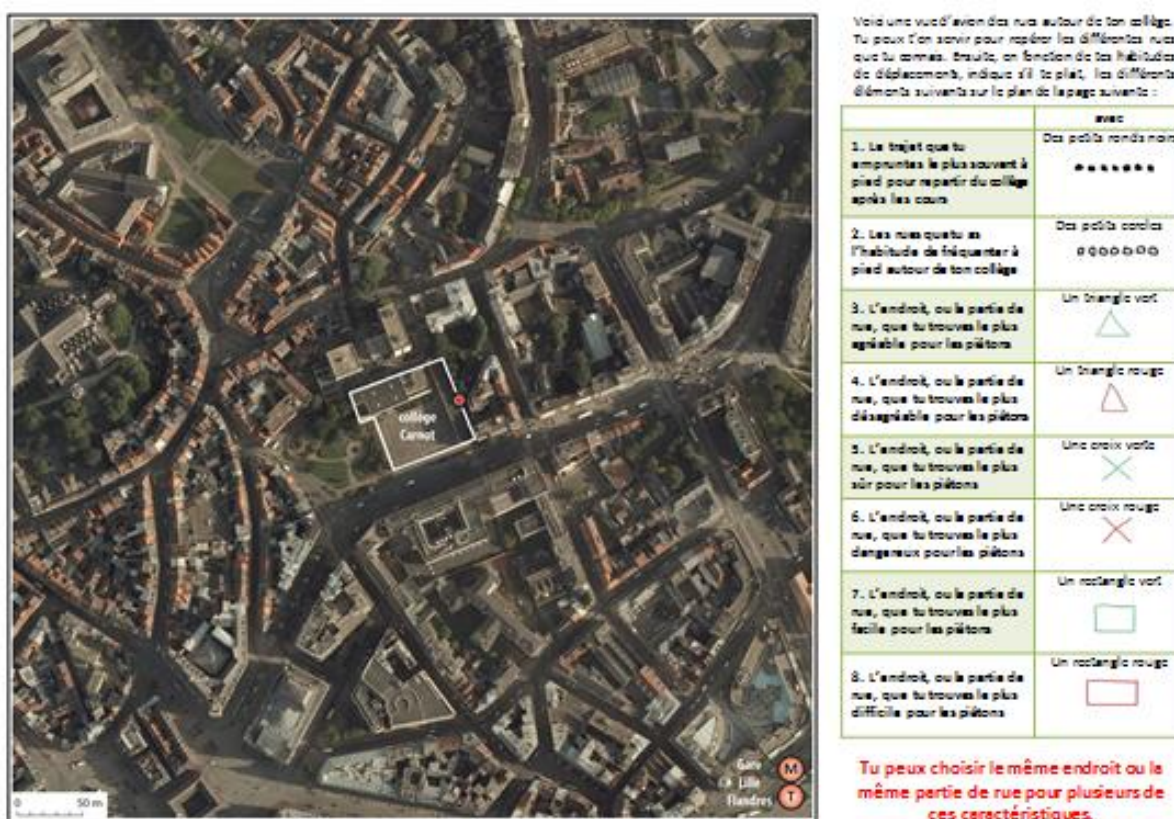 Voici une vue d'avion des rues autour de ton collège.
Tu peux t'en servir pour repérer les différentes rues
que tu connais. Ensuite, en fonction de tes habitudes
de déplacements, indique s'il te plait, les différents
éléments suivants sur le plan de la page suivante :
avec
1. Le trajet que tu
empruntes le plus souvent à
pied pour repartir du collège
après les cours
Des petits ronds noirs
2. Les rues que tu as
l'habitude de fréquenter à
pied autour de ton collège
Des petits cercles
3. L'endroit, ou la partie de
rue, que tu trouves le plus
agréable pour les piétons
Un triangle vert
4. L'endroit, ou la partie de
rue, que tu trouves le plus
désagréable pour les piétons
Un triangle rouge
5. L'endroit, ou la partie de
rue, que tu trouves le plus
sûr pour les piétons
Une croix verte
6. L'endroit, ou la partie de
rue, que tu trouves le plus
dangereux pour les piétons
Une croix rouge
7. L'endroit, ou la partie de
rue, que tu trouves le plus
facile pour les piétons
Un rectangle vert
8. L'endroit, ou la partie de
rue, que tu trouves le plus
difficile pour les piétons
Un rectangle rouge
Tu peux choisir le même endroit ou la
même partie de rue pour plusieurs de
ces caractéristiques.
collège
Carnot
Gare
Lille
Flandres
M
T
0 50 m